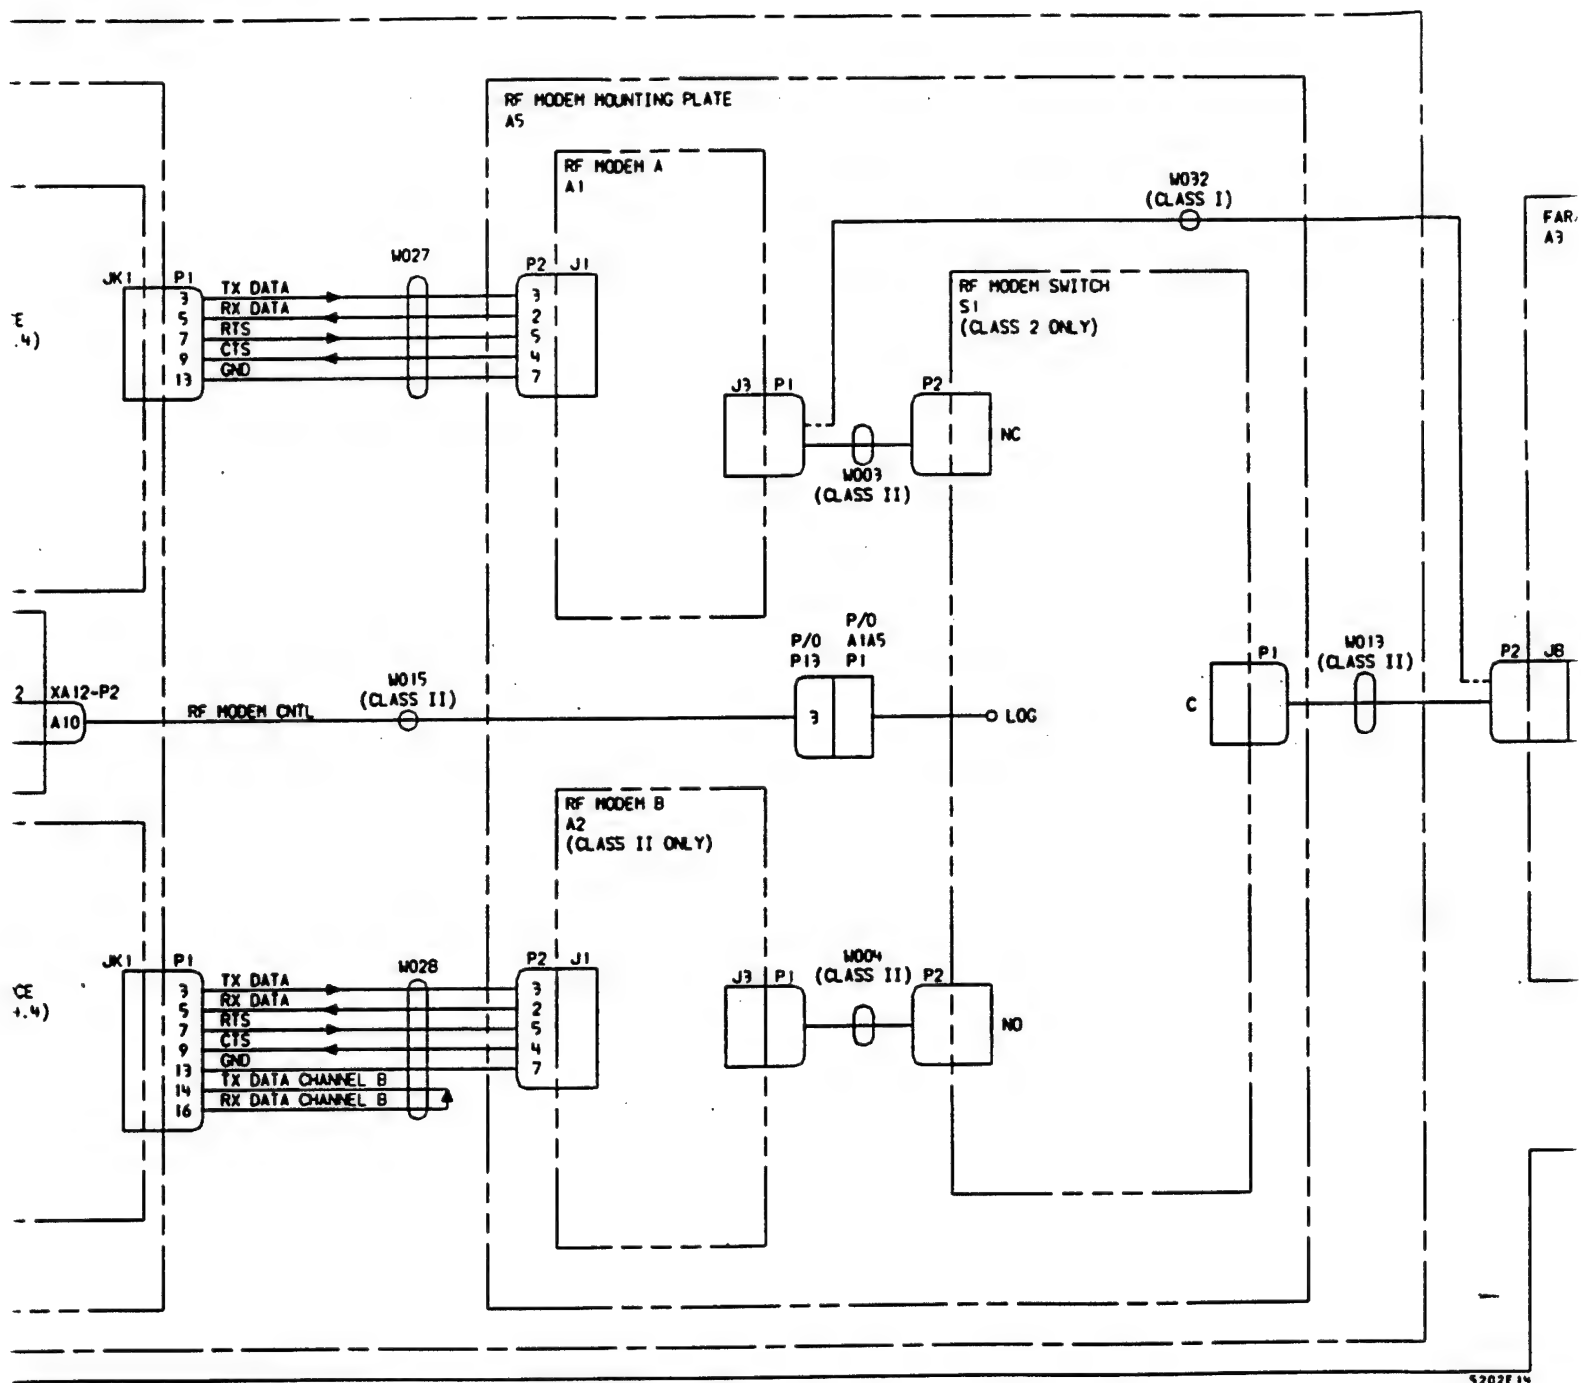 RF MODEM MOUNTING PLATE
A5
RF MODEM A
A1
W032
(CLASS I)
A3
W027
JK1 P1
P2 J1
TX DATA
RX DATA
RTS
CTS
GND
3
5
7
9
13
3
2
5
4
7
RF MODEM SWITCH
S1
(CLASS 2 ONLY)
J3 P1
P2
NC
W003
(CLASS II)
P/O
P13
P/O
A1A5
P1
2 XA12-P2
A10
RF MODEM CNTL
W015
(CLASS II)
3
LOG
C
P1
W013
(CLASS II)
P2 J8
RF MODEM B
A2
(CLASS II ONLY)
JK1 P1
W028
P2 J1
TX DATA
RX DATA
RTS
CTS
GND
TX DATA CHANNEL B
RX DATA CHANNEL B
3
5
7
9
13
14
16
3
2
5
4
7
J3 P1
W004
(CLASS II)
P2
NO
5202E14